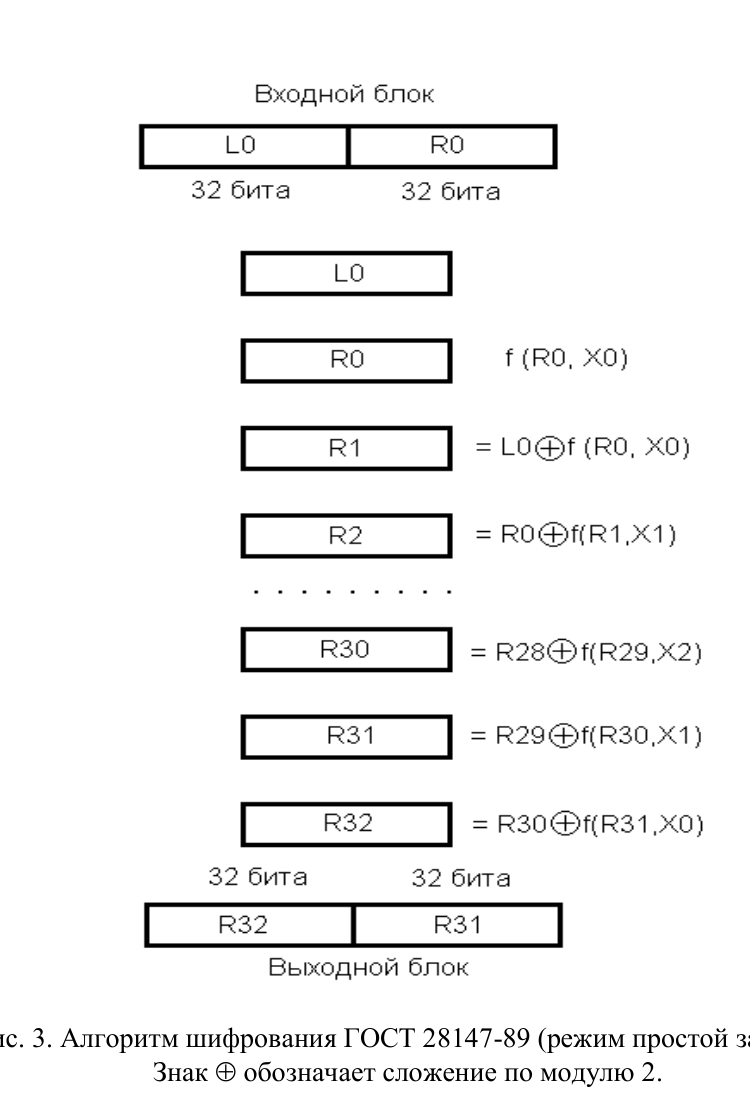 Входной блок
L0 R0
32 бита 32 бита
L0
R0 f (R0, X0)
R1 = L0⊕f (R0, X0)
R2 = R0⊕f(R1,X1)
. . . . . . . . .
R30 = R28⊕f(R29,X2)
R31 = R29⊕f(R30,X1)
R32 = R30⊕f(R31,X0)
32 бита 32 бита
R32 R31
Выходной блок
3. Алгоритм шифрования ГОСТ 28147-89 (режим простой
Знак ⊕ обозначает сложение по модулю 2.